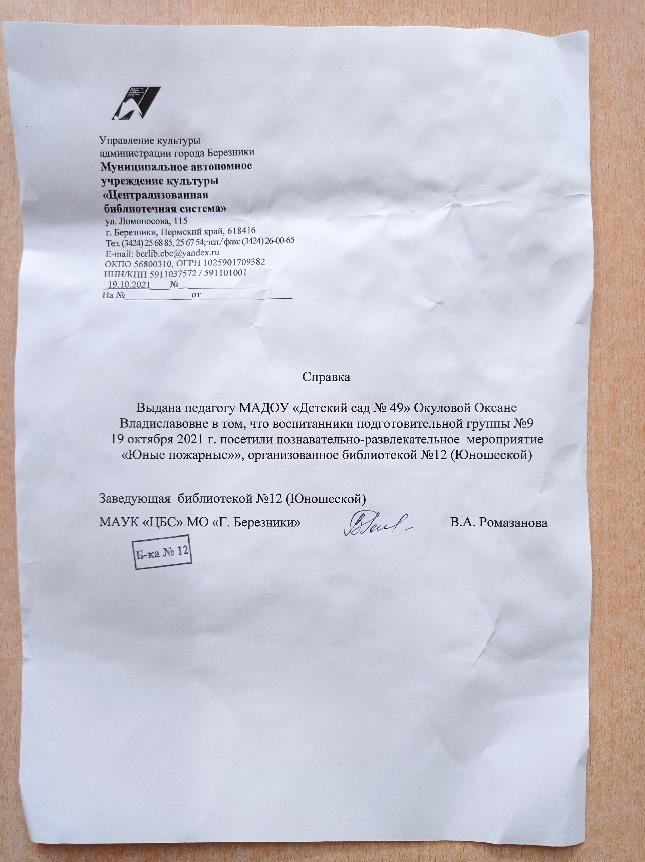 Управление культуры
администрации города Березники
Муниципальное автономное
учреждение культуры
«Централизованная
библиотечная система»
ул. Ломоносова, 115
г. Березники, Пермский край, 618416
Тел. (3424) 25 68 85, 25 67 54; тел./ факс (3424) 26-00-65
E-mail: berlib.cbc@yandex.ru
ОКПО 56800310, ОГРН 1025901709382
ИНН/КПП 5911037572 / 591101001
19.10.2021____№____
На №____от____
Справка
Выдана педагогу МАДОУ «Детский сад № 49» Окуловой Оксане
Владиславовне в том, что воспитанники подготовительной группы №9
19 октября 2021 г. посетили познавательно-развлекательное мероприятие
«Юные пожарные»», организованное библиотекой №12 (Юношеской)
Заведующая библиотекой №12 (Юношеской)
МАУК «ЦБС» МО «Г. Березники» В.А. Ромазанова
Б-ка № 12